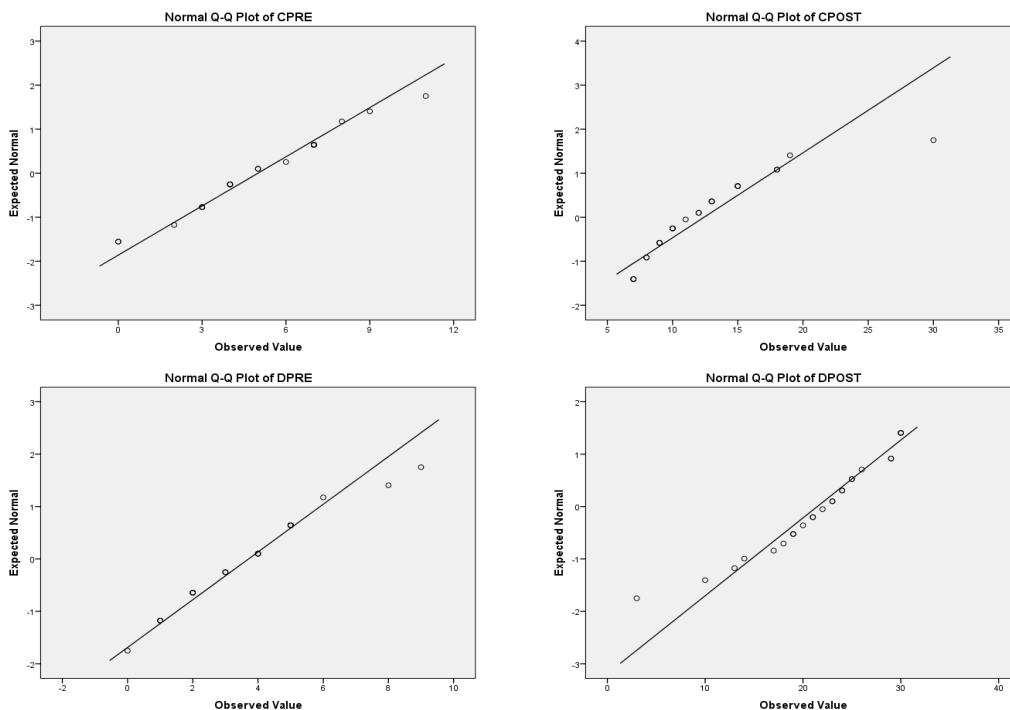 Normal Q-Q Plot of CPRE
3
2
1
0
-1
-2
-3
Expected Normal
0 3 6 9 12
Observed Value
Normal Q-Q Plot of CPOST
4
3
2
1
0
-1
-2
Expected Normal
5 10 15 20 25 30 35
Observed Value
Normal Q-Q Plot of DPRE
3
2
1
0
-1
-2
Expected Normal
-2 0 2 4 6 8 10
Observed Value
Normal Q-Q Plot of DPOST
2
1
0
-1
-2
-3
Expected Normal
0 10 20 30 40
Observed Value